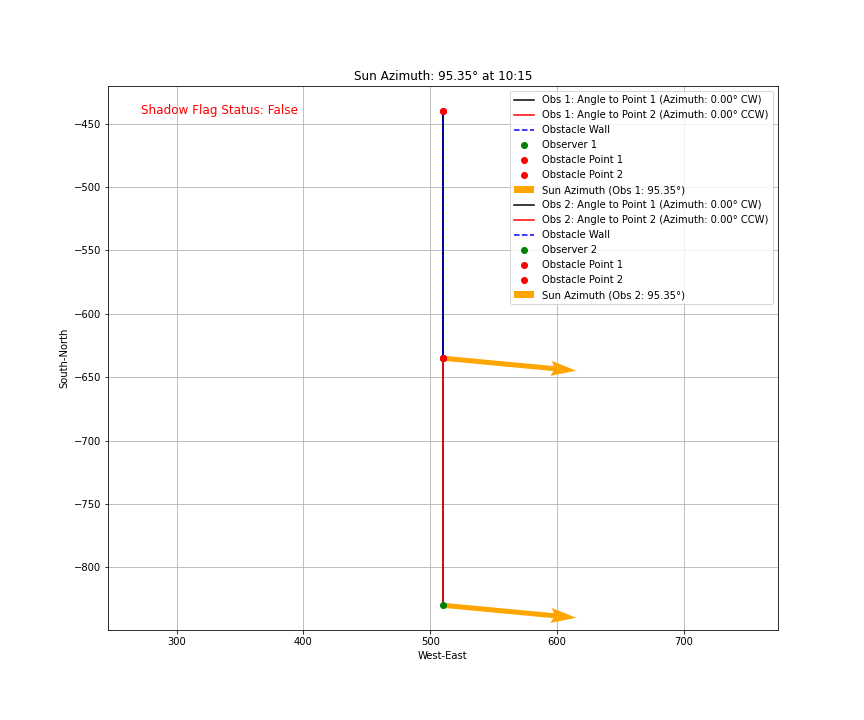 Sun Azimuth: 95.35° at 10:15
Shadow Flag Status: False
Obs 1: Angle to Point 1 (Azimuth: 0.00° CW)
Obs 1: Angle to Point 2 (Azimuth: 0.00° CCW)
Obstacle Wall
Observer 1
Obstacle Point 1
Obstacle Point 2
Sun Azimuth (Obs 1: 95.35°)
Obs 2: Angle to Point 1 (Azimuth: 0.00° CW)
Obs 2: Angle to Point 2 (Azimuth: 0.00° CCW)
Obstacle Wall
Observer 2
Obstacle Point 1
Obstacle Point 2
Sun Azimuth (Obs 2: 95.35°)
South-North
−450
−500
−550
−600
−650
−700
−750
−800
300 400 500 600 700
West-East